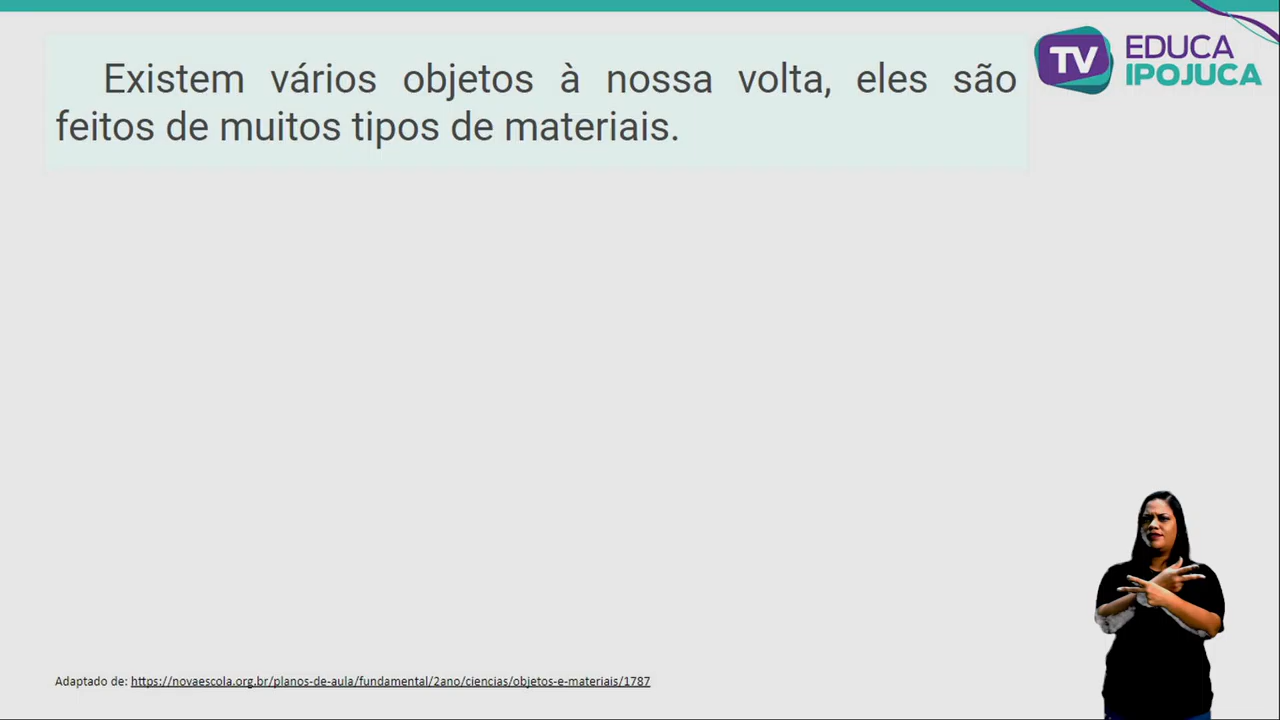 Existem vários objetos à nossa volta, eles são
feitos de muitos tipos de materiais.
TV EDUCA
IPOJUCA
Adaptado de: https://novaescola.org.br/planos-de-aula/fundamental/2ano/ciencias/objetos-e-materiais/1787